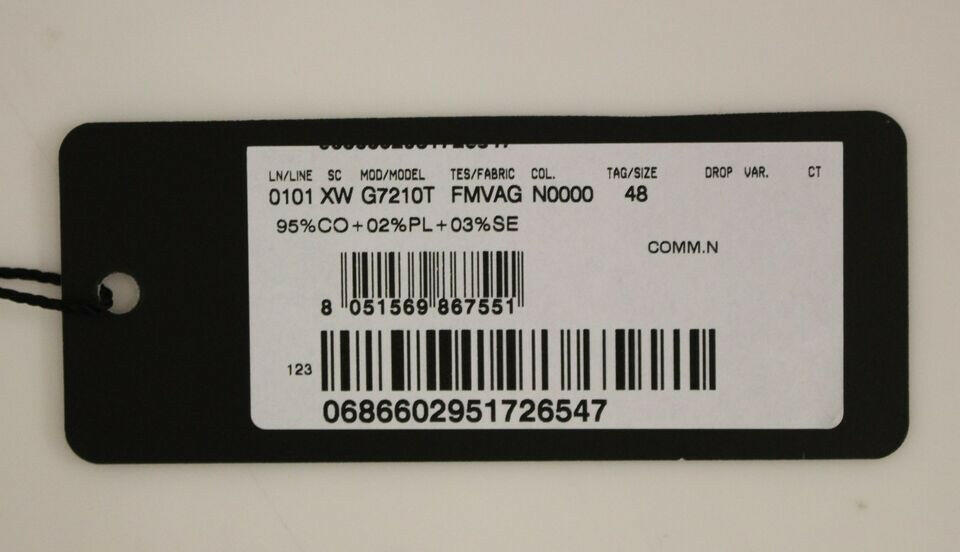 LN/LINE SC MOD/MODEL TES/FABRIC COL. TAG/SIZE DROP VAR. CT
0101 XW G7210T FMVAG N0000 48
95%CO+02%PL+03%SE
COMM.N
8 051569 867551
123
0686602951726547